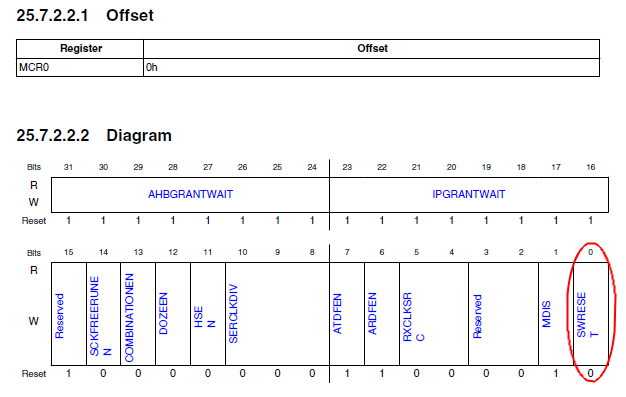 25.7.2.2.1 Offset
Register Offset
MCR0 0h
25.7.2.2.2 Diagram
Bits 31 30 29 28 27 26 25 24 23 22 21 20 19 18 17 16
R
AHBGRANTWAIT IPGRANTWAIT
W
Reset 1 1 1 1 1 1 1 1 1 1 1 1 1 1 1 1
Bits 15 14 13 12 11 10 9 8 7 6 5 4 3 2 1 0
R
W
Reserved
SCKFREERUNE
N
COMBINATIONEN
DOZEEN
HSE
N
SERCLKDIV
ATDFEN
ARDFEN
RXCLKSR
C
Reserved
MDIS
SWRESE
T
Reset 1 0 0 0 0 0 0 0 1 1 0 0 0 0 1 0